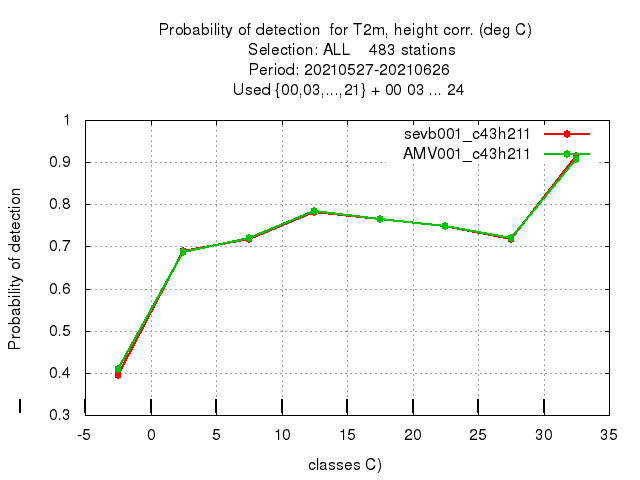 Probability of detection  for T2m, height corr. (deg C)
Selection: ALL    483 stations
Period: 20210527-20210626
Used {00,03,...,21} + 00 03 ... 24
sevb001_c43h211
AMV001_c43h211
Probability of detection
1
0.9
0.8
0.7
0.6
0.5
0.4
0.3
-5 0 5 10 15 20 25 30 35
classes C)